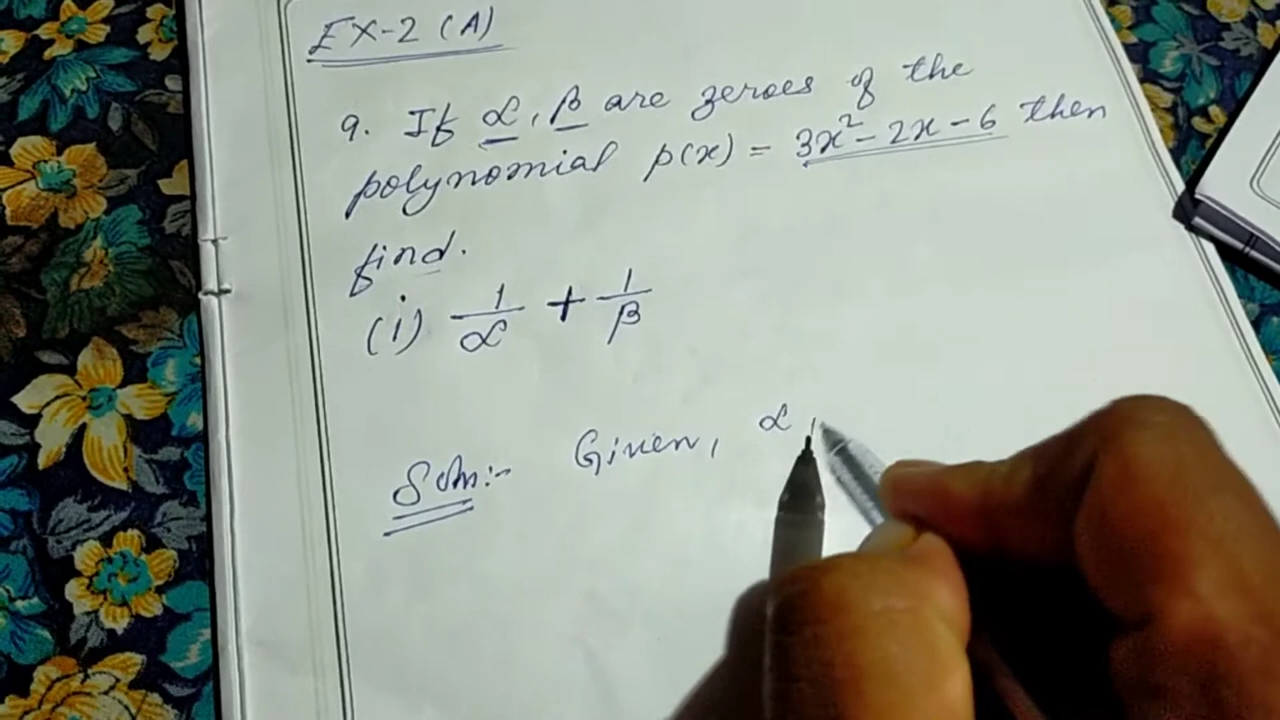 EX-2 (A)
9. If α, β are zeroes of the
polynomial p(x) = 3x² - 2x - 6 then
find.
(i) 1/α + 1/β
Soln:- Given, α,